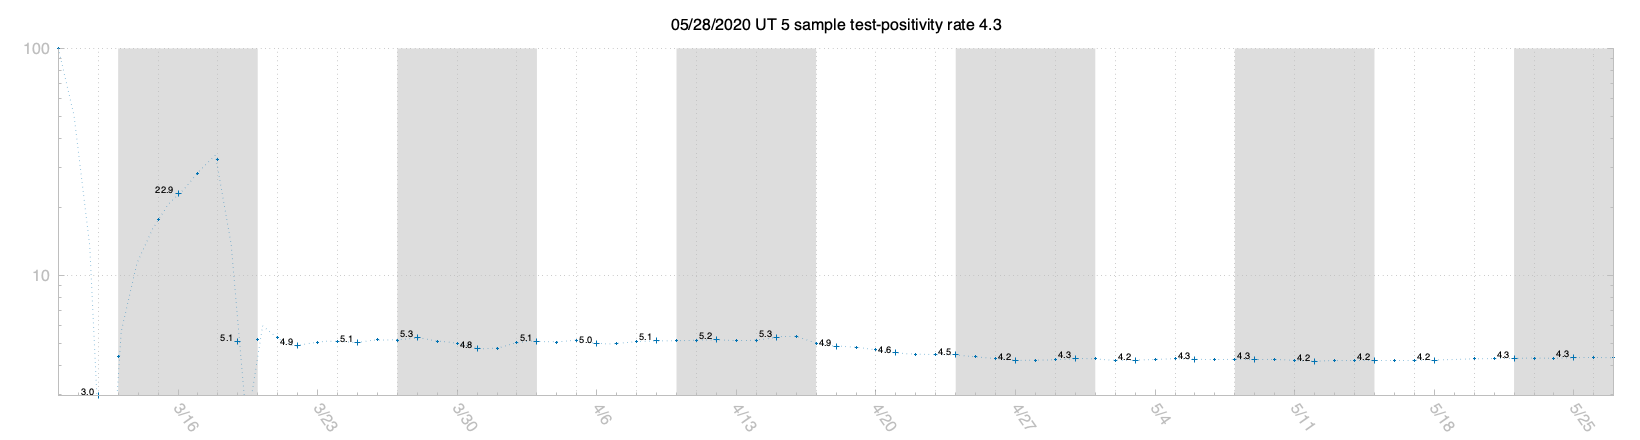 05/28/2020 UT 5 sample test-positivity rate 4.3
100
22.9
10
5.1 4.9 5.1 5.3 4.8 5.1 5.0 5.1 5.2 5.3 4.9 4.6 4.5 4.2 4.3 4.2 4.3 4.3 4.2 4.2 4.2 4.3 4.3
3.0
3/16 3/23 3/30 4/6 4/13 4/20 4/27 5/4 5/11 5/18 5/25